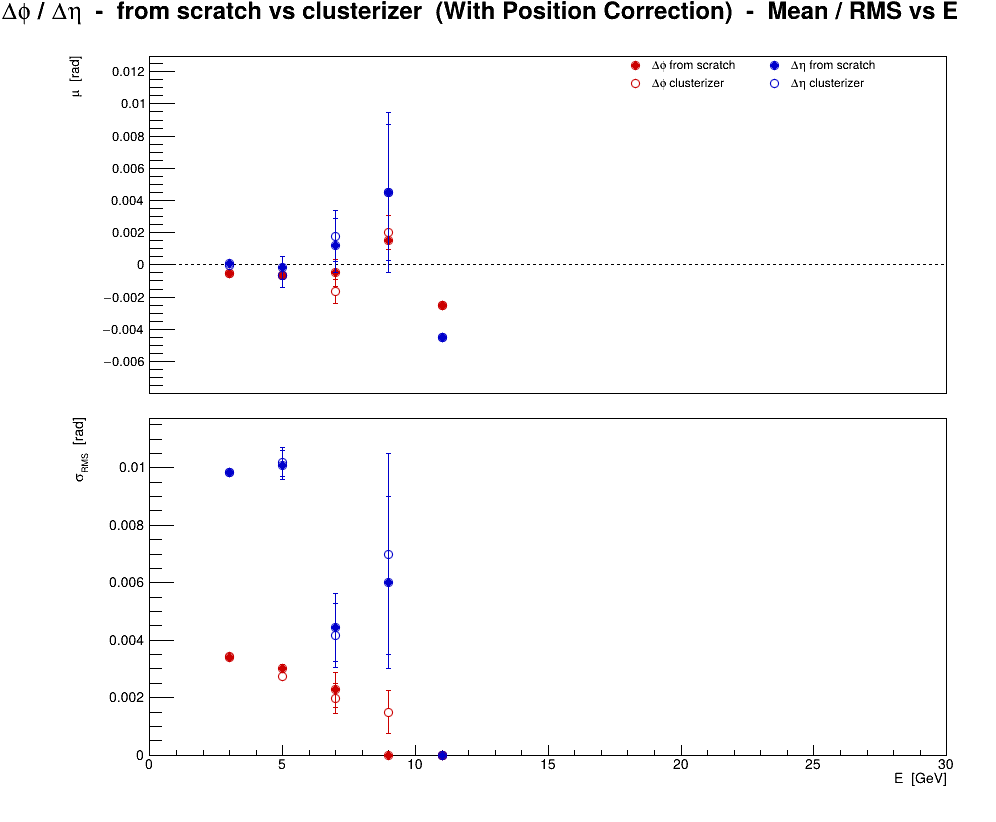 Δϕ / Δη - from scratch vs clusterizer (With Position Correction) - Mean / RMS vs E
μ [rad]
Δϕ from scratch Δη from scratch
Δϕ clusterizer Δη clusterizer
0.012
0.01
0.008
0.006
0.004
0.002
0
−0.002
−0.004
−0.006
σRMS [rad]
0.01
0.008
0.006
0.004
0.002
0
0 5 10 15 20 25 30
E [GeV]